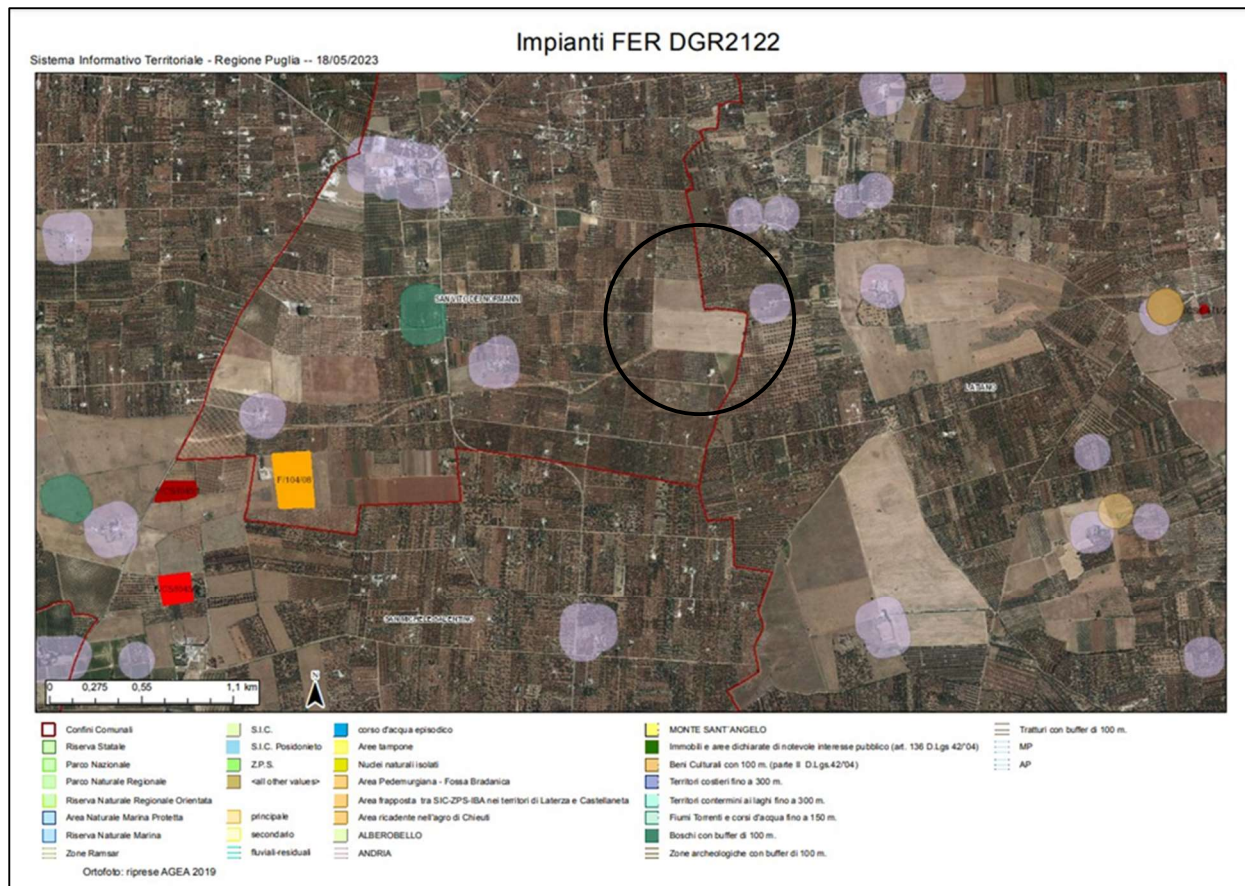 Impianti FER DGR2122
Sistema Informativo Territoriale - Regione Puglia -- 18/05/2023
SAN VITO DEI NORMANNI
LATIANO
F/104/08
SAN MICHELE SALENTINO
N
0 0,275 0,55 1,1 km
Confini Comunali
Riserva Statale
Parco Nazionale
Parco Naturale Regionale
Riserva Naturale Regionale Orientata
Area Naturale Marina Protetta
Riserva Naturale Marina
Zone Ramsar
S.I.C.
S.I.C. Posidonieto
Z.P.S.
<all other values>
principale
secondario
fluviali-residuali
corso d'acqua episodico
Aree tampone
Nuclei naturali isolati
Area Pedemurgiana - Fossa Bradanica
Area frapposta tra SIC-ZPS-IBA nei territori di Laterza e Castellaneta
Area ricadente nell'agro di Chieuti
ALBEROBELLO
ANDRIA
MONTE SANT'ANGELO
Immobili e aree dichiarate di notevole interesse pubblico (art. 136 D.Lgs 42/'04)
Beni Culturali con 100 m. (parte II D.Lgs.42/'04)
Territori costieri fino a 300 m.
Territori contermini ai laghi fino a 300 m.
Fiumi Torrenti e corsi d'acqua fino a 150 m.
Boschi con buffer di 100 m.
Zone archeologiche con buffer di 100 m.
Tratturi con buffer di 100 m.
MP
AP
Ortofoto: riprese AGEA 2019